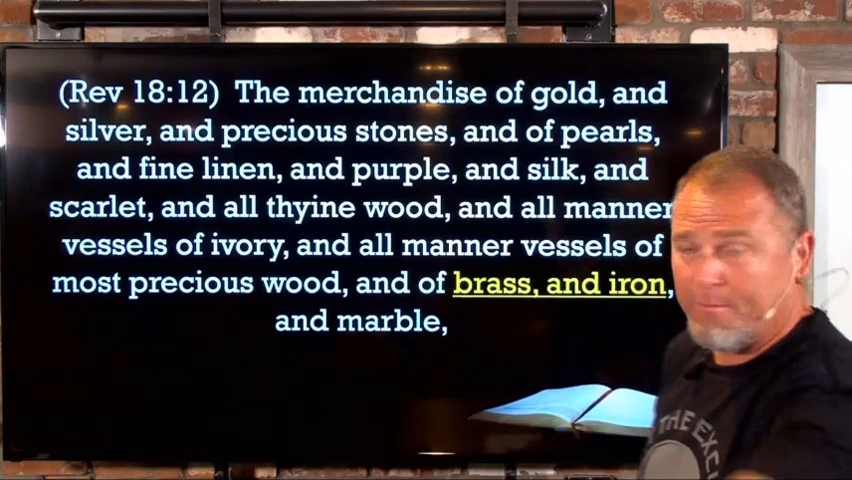 (Rev 18:12) The merchandise of gold, and
silver, and precious stones, and of pearls,
and fine linen, and purple, and silk, and
scarlet, and all thyine wood, and all manner
vessels of ivory, and all manner vessels of
most precious wood, and of brass, and iron,
and marble,
THE EXC